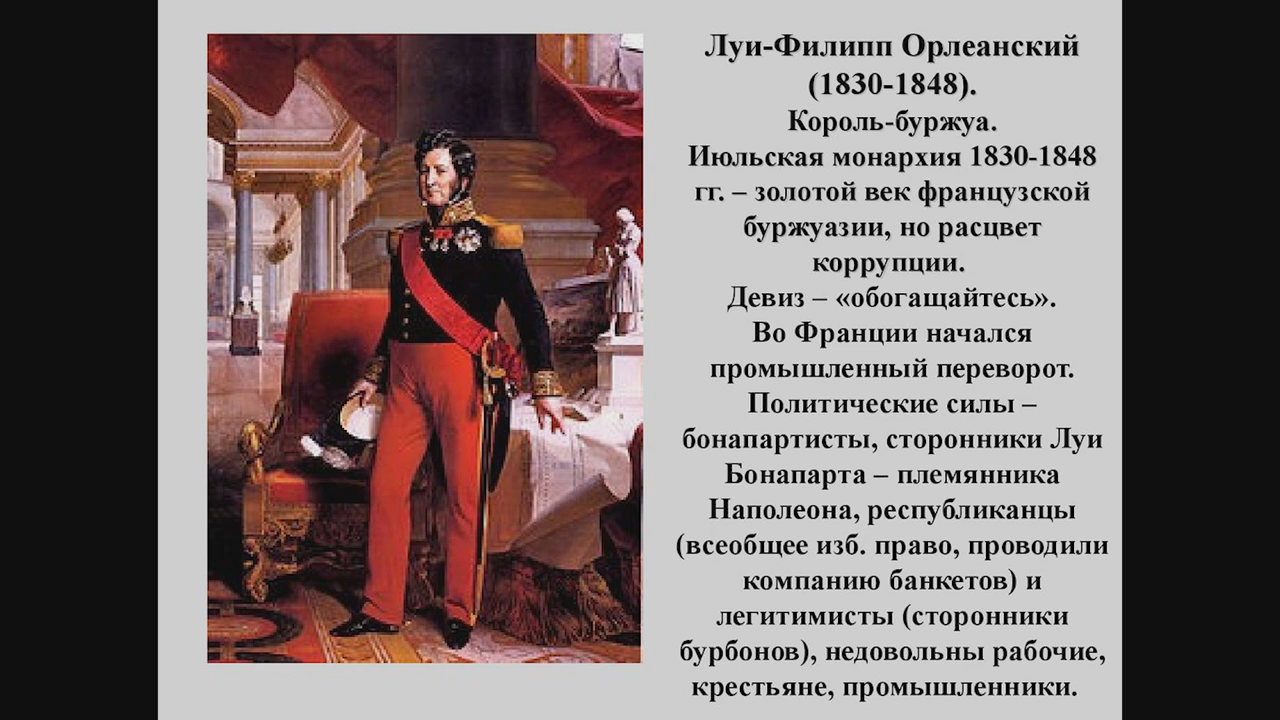 Луи-Филипп Орлеанский
(1830-1848).
Король-буржуа.
Июльская монархия 1830-1848
гг. – золотой век французской
буржуазии, но расцвет
коррупции.
Девиз – «обогащайтесь».
Во Франции начался
промышленный переворот.
Политические силы –
бонапартисты, сторонники Луи
Бонапарта – племянника
Наполеона, республиканцы
(всеобщее изб. право, проводили
компанию банкетов) и
легитимисты (сторонники
бурбонов), недовольны рабочие,
крестьяне, промышленники.